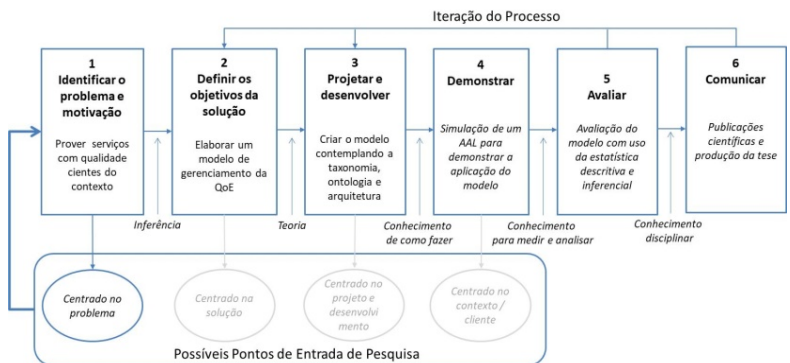 Iteração do Processo
1
Identificar o
problema e
motivação
Prover serviços
com qualidade
cientes do
contexto
2
Definir os
objetivos da
solução
Elaborar um
modelo de
gerenciamento da
QoE
3
Projetar e
desenvolver
Criar o modelo
contemplando a
taxonomia,
ontologia e
arquitetura
4
Demonstrar
Simulação de um
AAL para
demonstrar a
aplicação do
modelo
5
Avaliar
Avaliação do
modelo com uso da
estatística
descritiva e
inferencial
6
Comunicar
Publicações
científicas e
produção da tese
Inferência
Teoria
Conhecimento
de como fazer
Conhecimento
para medir e analisar
Conhecimento
disciplinar
Centrado no
problema
Centrado na
solução
Centrado no
projeto e
desenvolvi
mento
Centrado no
contexto /
cliente
Possíveis Pontos de Entrada de Pesquisa